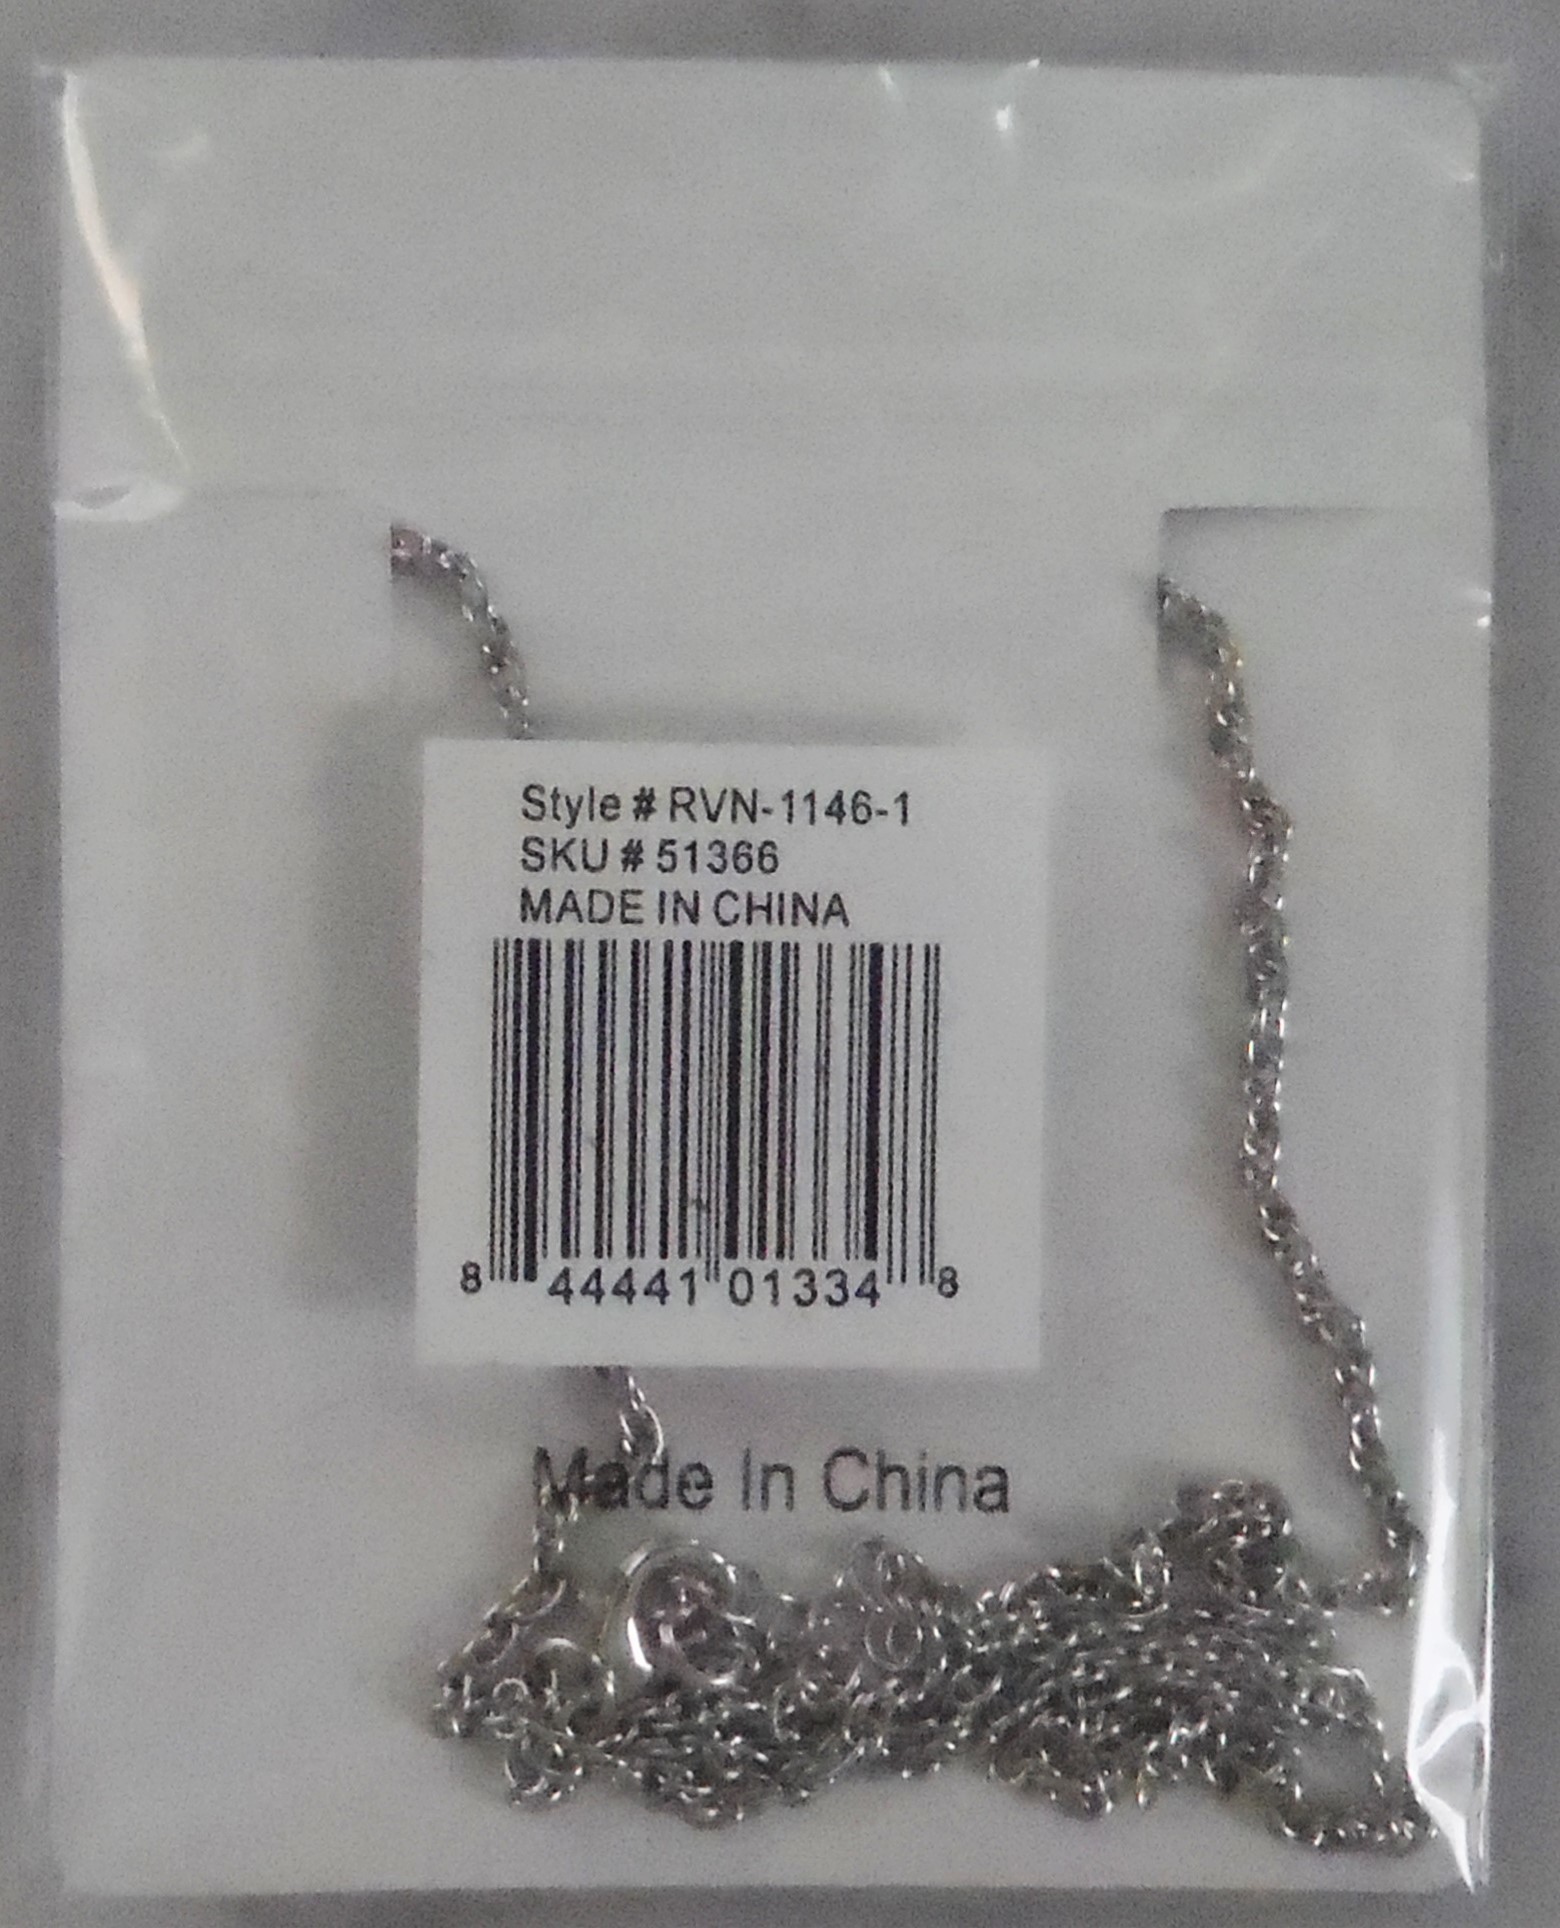 Style # RVN-1146-1
SKU # 51366
MADE IN CHINA
8 44441 01334 8
Made In China